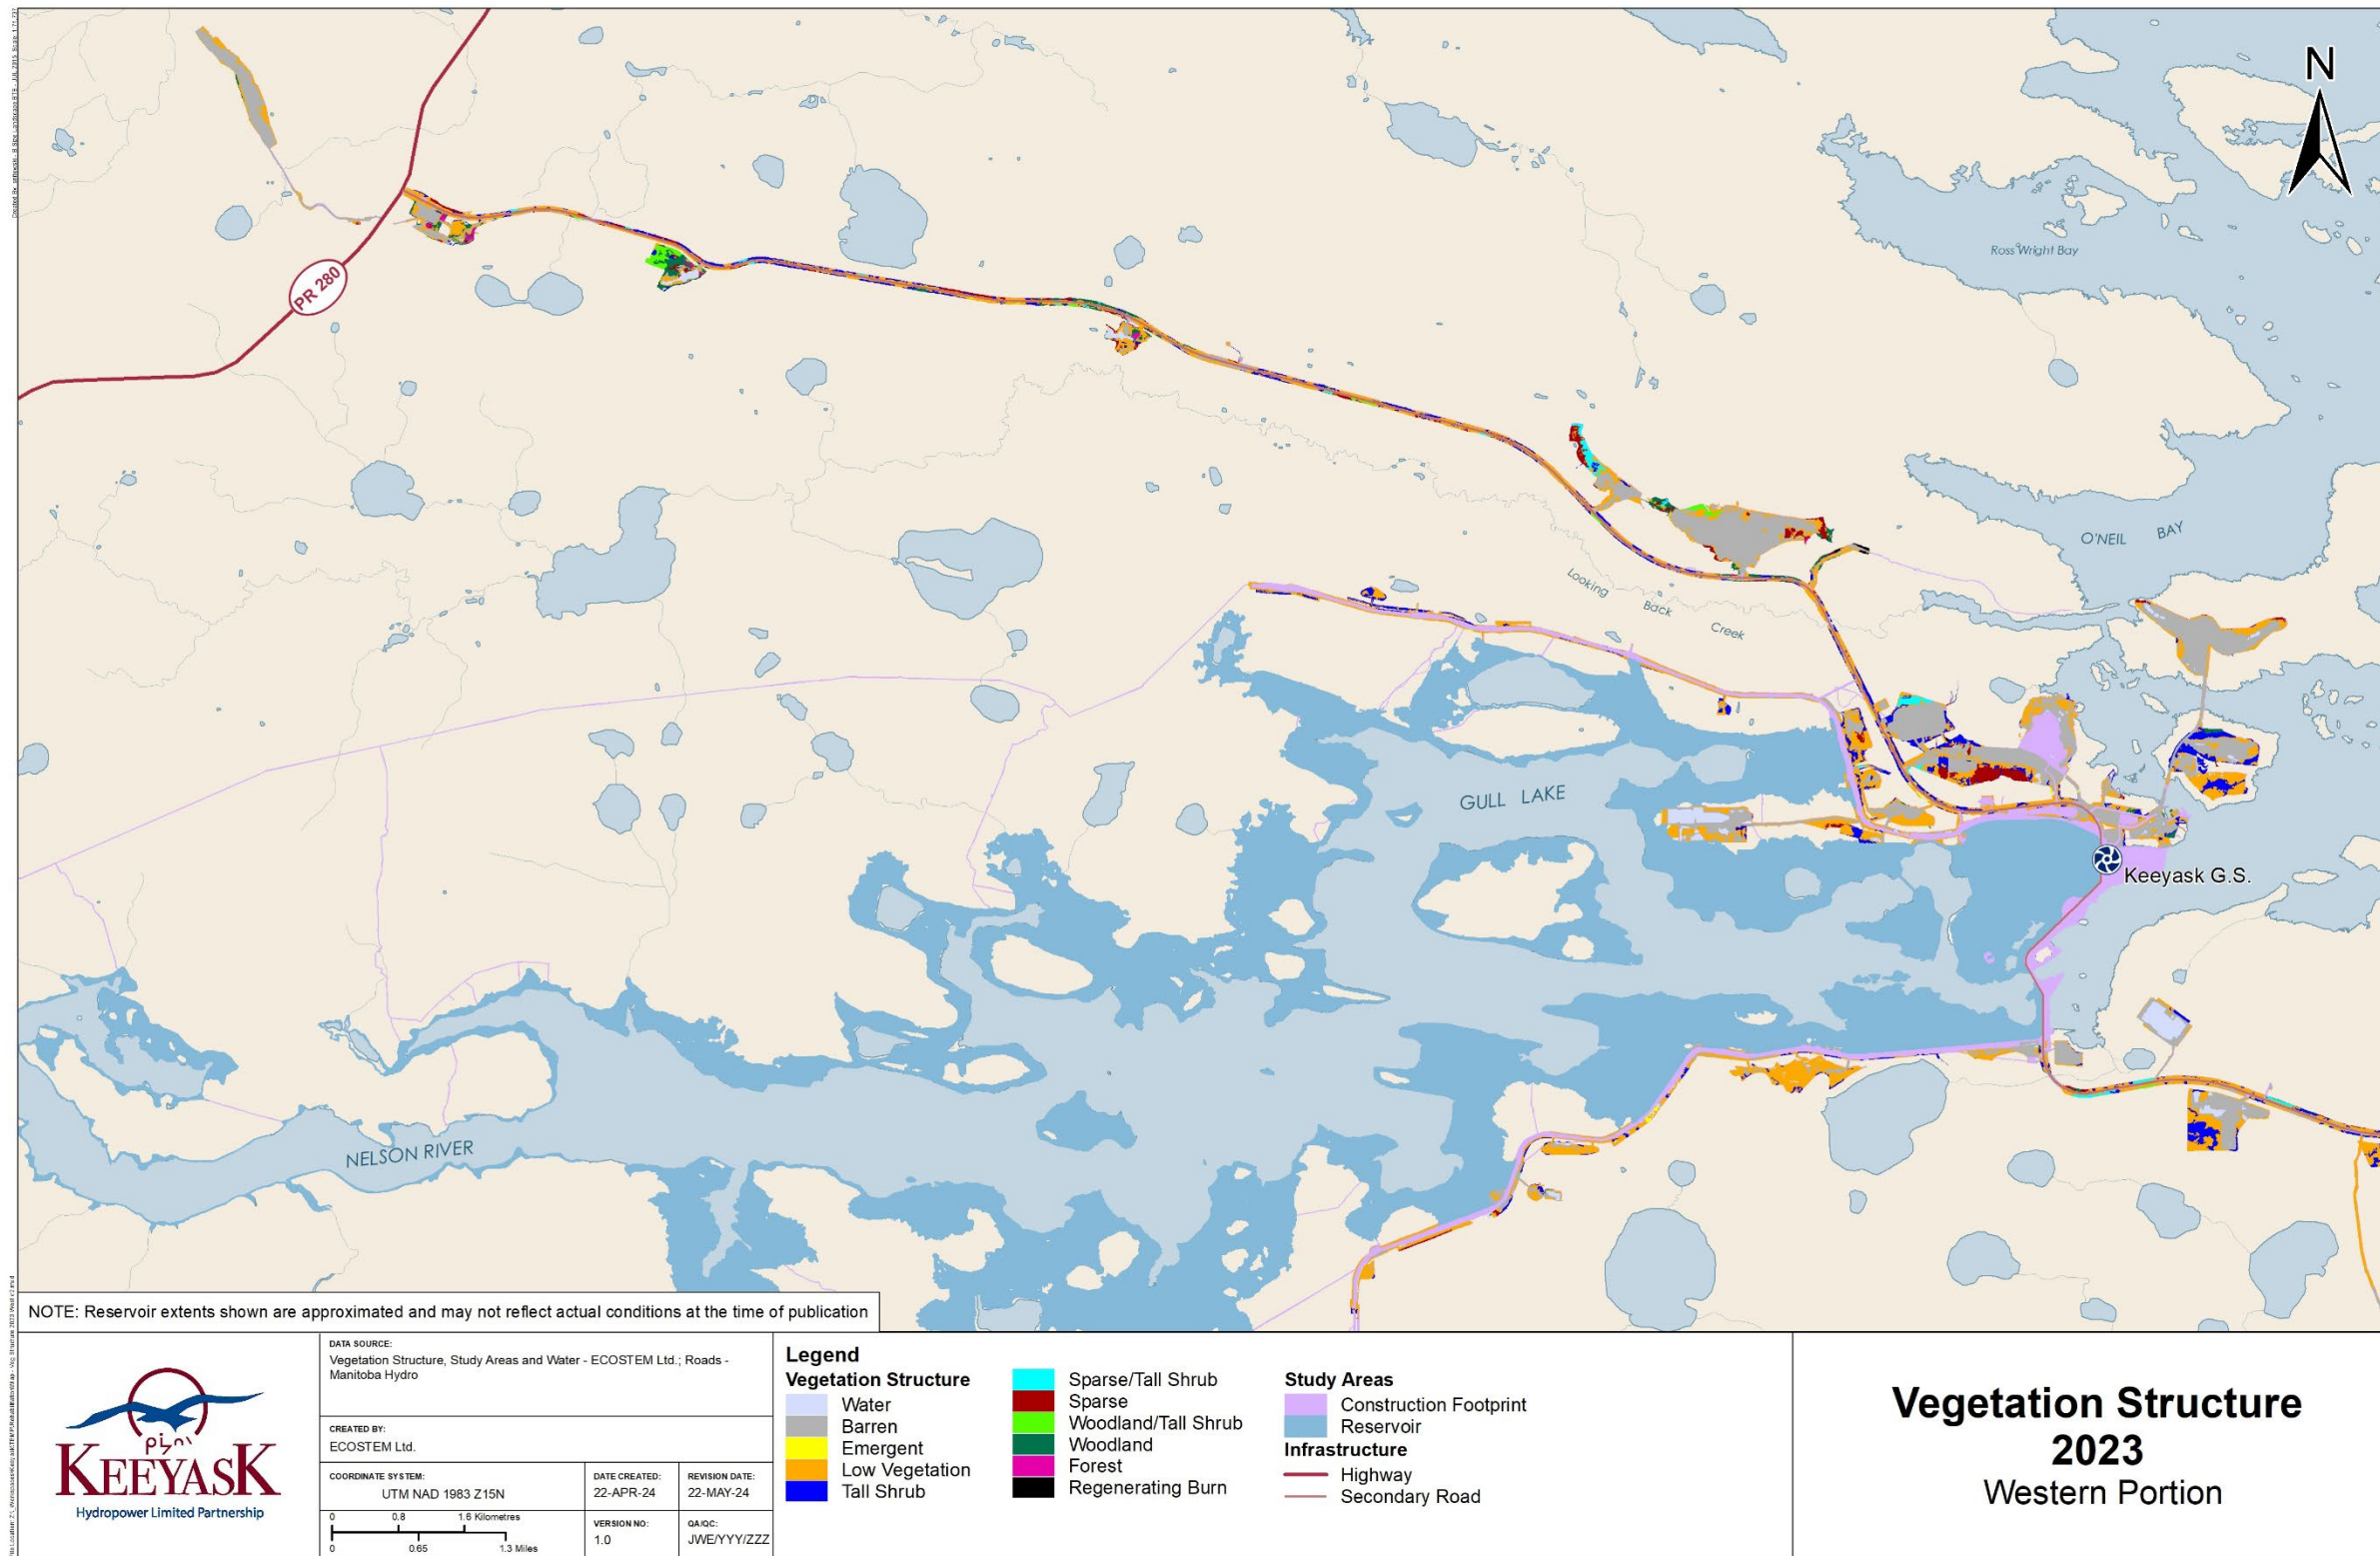 N
Ross Wright Bay
PR 280
O'NEIL BAY
Looking Back Creek
GULL LAKE
Keeyask G.S.
NELSON RIVER
NOTE: Reservoir extents shown are approximated and may not reflect actual conditions at the time of publication
KEEYASK
Hydropower Limited Partnership
DATA SOURCE:
Vegetation Structure, Study Areas and Water - ECOSTEM Ltd.; Roads -
Manitoba Hydro
CREATED BY:
ECOSTEM Ltd.
COORDINATE SYSTEM:
UTM NAD 1983 Z15N
DATE CREATED:
22-APR-24
REVISION DATE:
22-MAY-24
0 0.8 1.6 Kilometres
0 0.65 1.3 Miles
VERSION NO:
1.0
QA/QC:
JWE/YYY/ZZZ
Legend
Vegetation Structure
Water
Barren
Emergent
Low Vegetation
Tall Shrub
Sparse/Tall Shrub
Sparse
Woodland/Tall Shrub
Woodland
Forest
Regenerating Burn
Study Areas
Construction Footprint
Reservoir
Infrastructure
Highway
Secondary Road
Vegetation Structure
2023
Western Portion